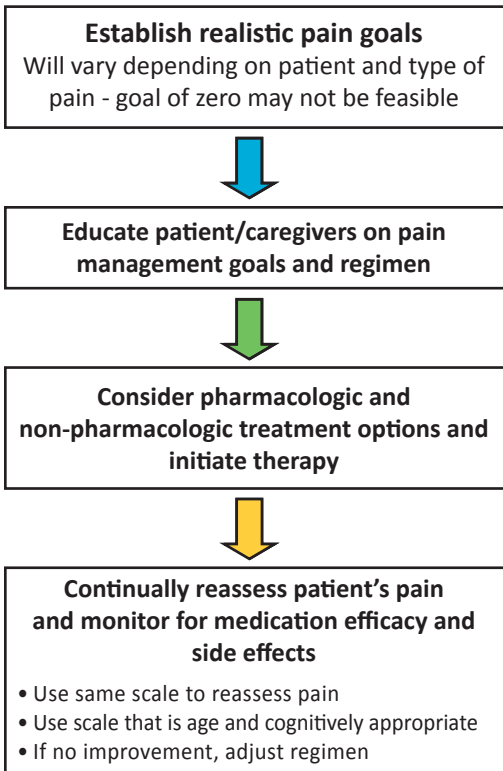 Establish realistic pain goals
Will vary depending on patient and type of
pain - goal of zero may not be feasible
Educate patient/caregivers on pain
management goals and regimen
Consider pharmacologic and
non-pharmacologic treatment options and
initiate therapy
Continually reassess patient's pain
and monitor for medication efficacy and
side effects
• Use same scale to reassess pain
• Use scale that is age and cognitively appropriate
• If no improvement, adjust regimen